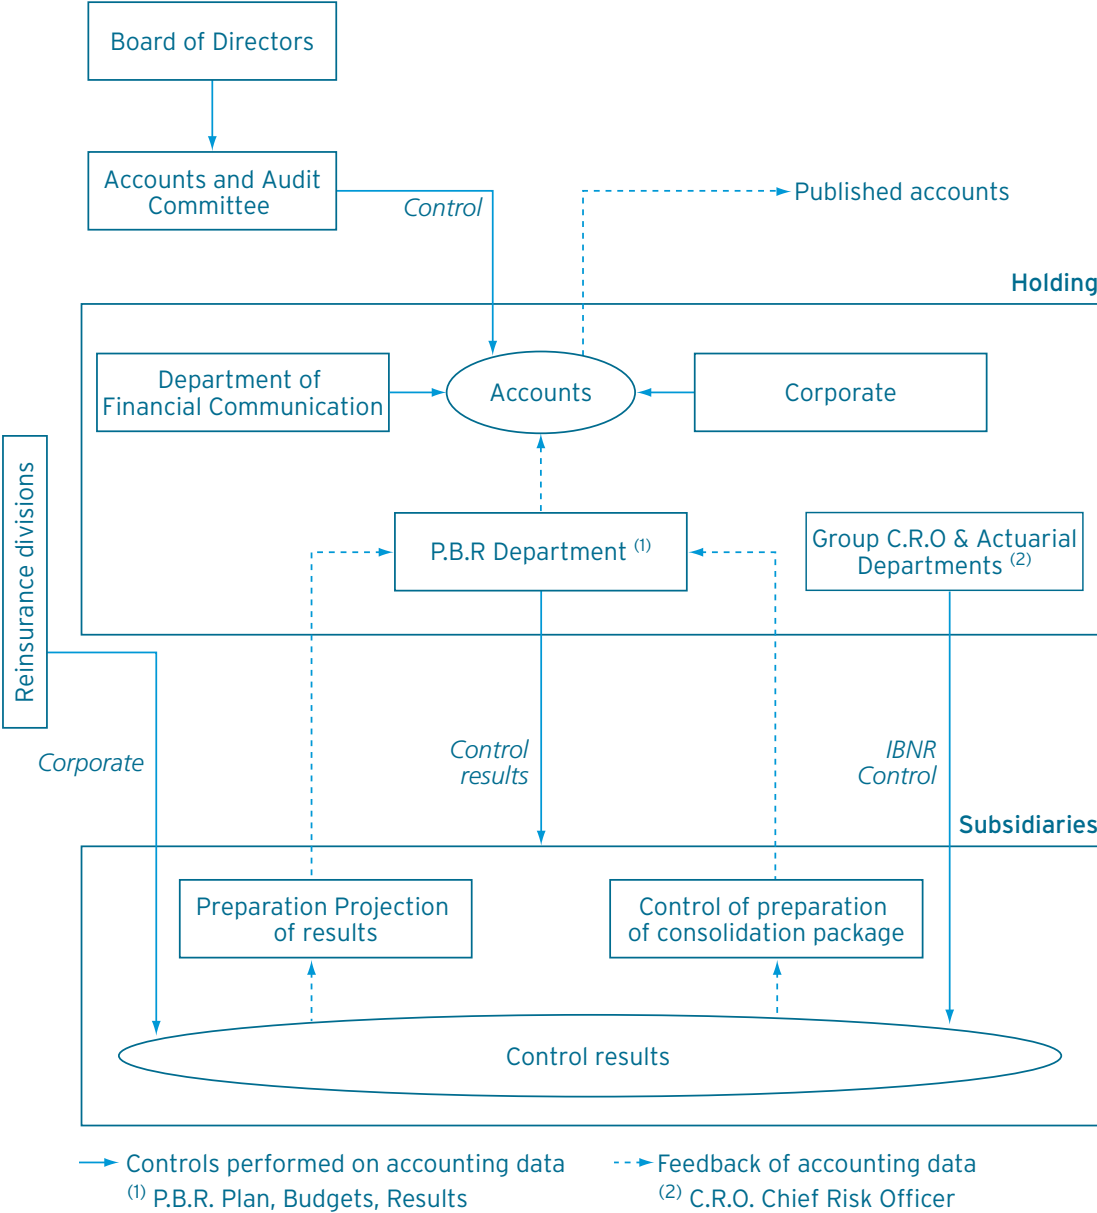 Board of Directors
Accounts and Audit
Committee
Control
Published accounts
Holding
Department of
Financial Communication
Accounts
Corporate
Reinsurance divisions
P.B.R Department (1)
Group C.R.O & Actuarial
Departments (2)
Corporate
Control
results
IBNR
Control
Subsidiaries
Preparation Projection
of results
Control of preparation
of consolidation package
Control results
Controls performed on accounting data
Feedback of accounting data
(1) P.B.R. Plan, Budgets, Results
(2) C.R.O. Chief Risk Officer